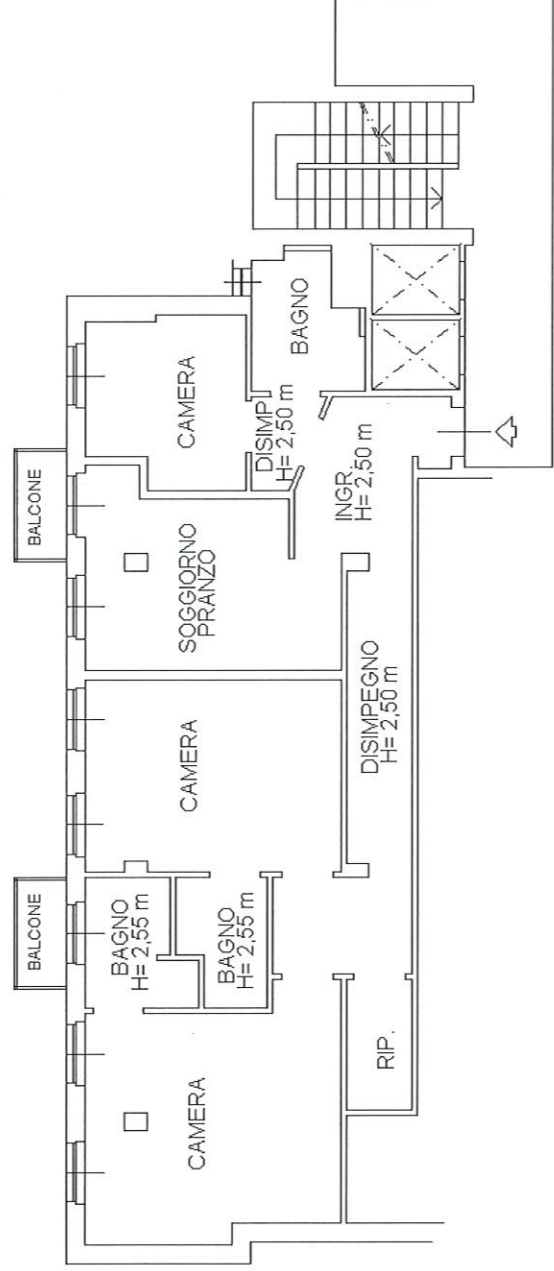 BALCONE
BALCONE
CAMERA
BAGNO
H= 2,55 m
BAGNO
H= 2,55 m
CAMERA
SOGGIORNO
PRANZO
CAMERA
DISIMP.
H= 2,50 m
BAGNO
RIP.
DISIMPEGNO
H= 2,50 m
INGR.
H= 2,50 m